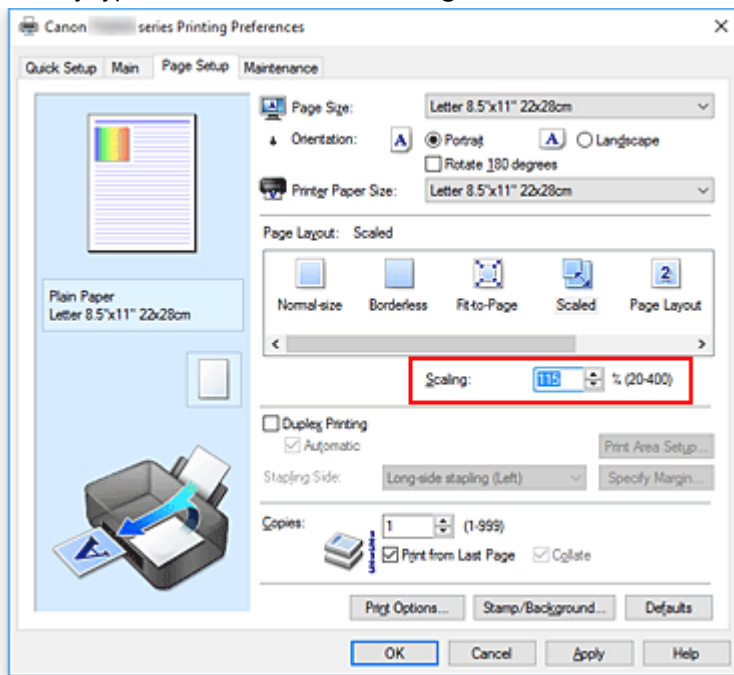 Canon series Printing Preferences
Quick Setup Main Page Setup Maintenance
Page Size: Letter 8.5"x11" 22x28cm
Orientation: A Portrait A Landscape
Rotate 180 degrees
Printer Paper Size: Letter 8.5"x11" 22x28cm
Page Layout: Scaled
Normal-size Borderless Fit-to-Page Scaled Page Layout
Plain Paper
Letter 8.5"x11" 22x28cm
Scaling: 115 % (20-400)
Duplex Printing
Automatic
Print Area Setup...
Stapling Side: Long-side stapling (Left) Specify Margin...
Copies: 1 (1-999)
Print from Last Page Collate
Print Options... Stamp/Background... Defaults
OK Cancel Apply Help